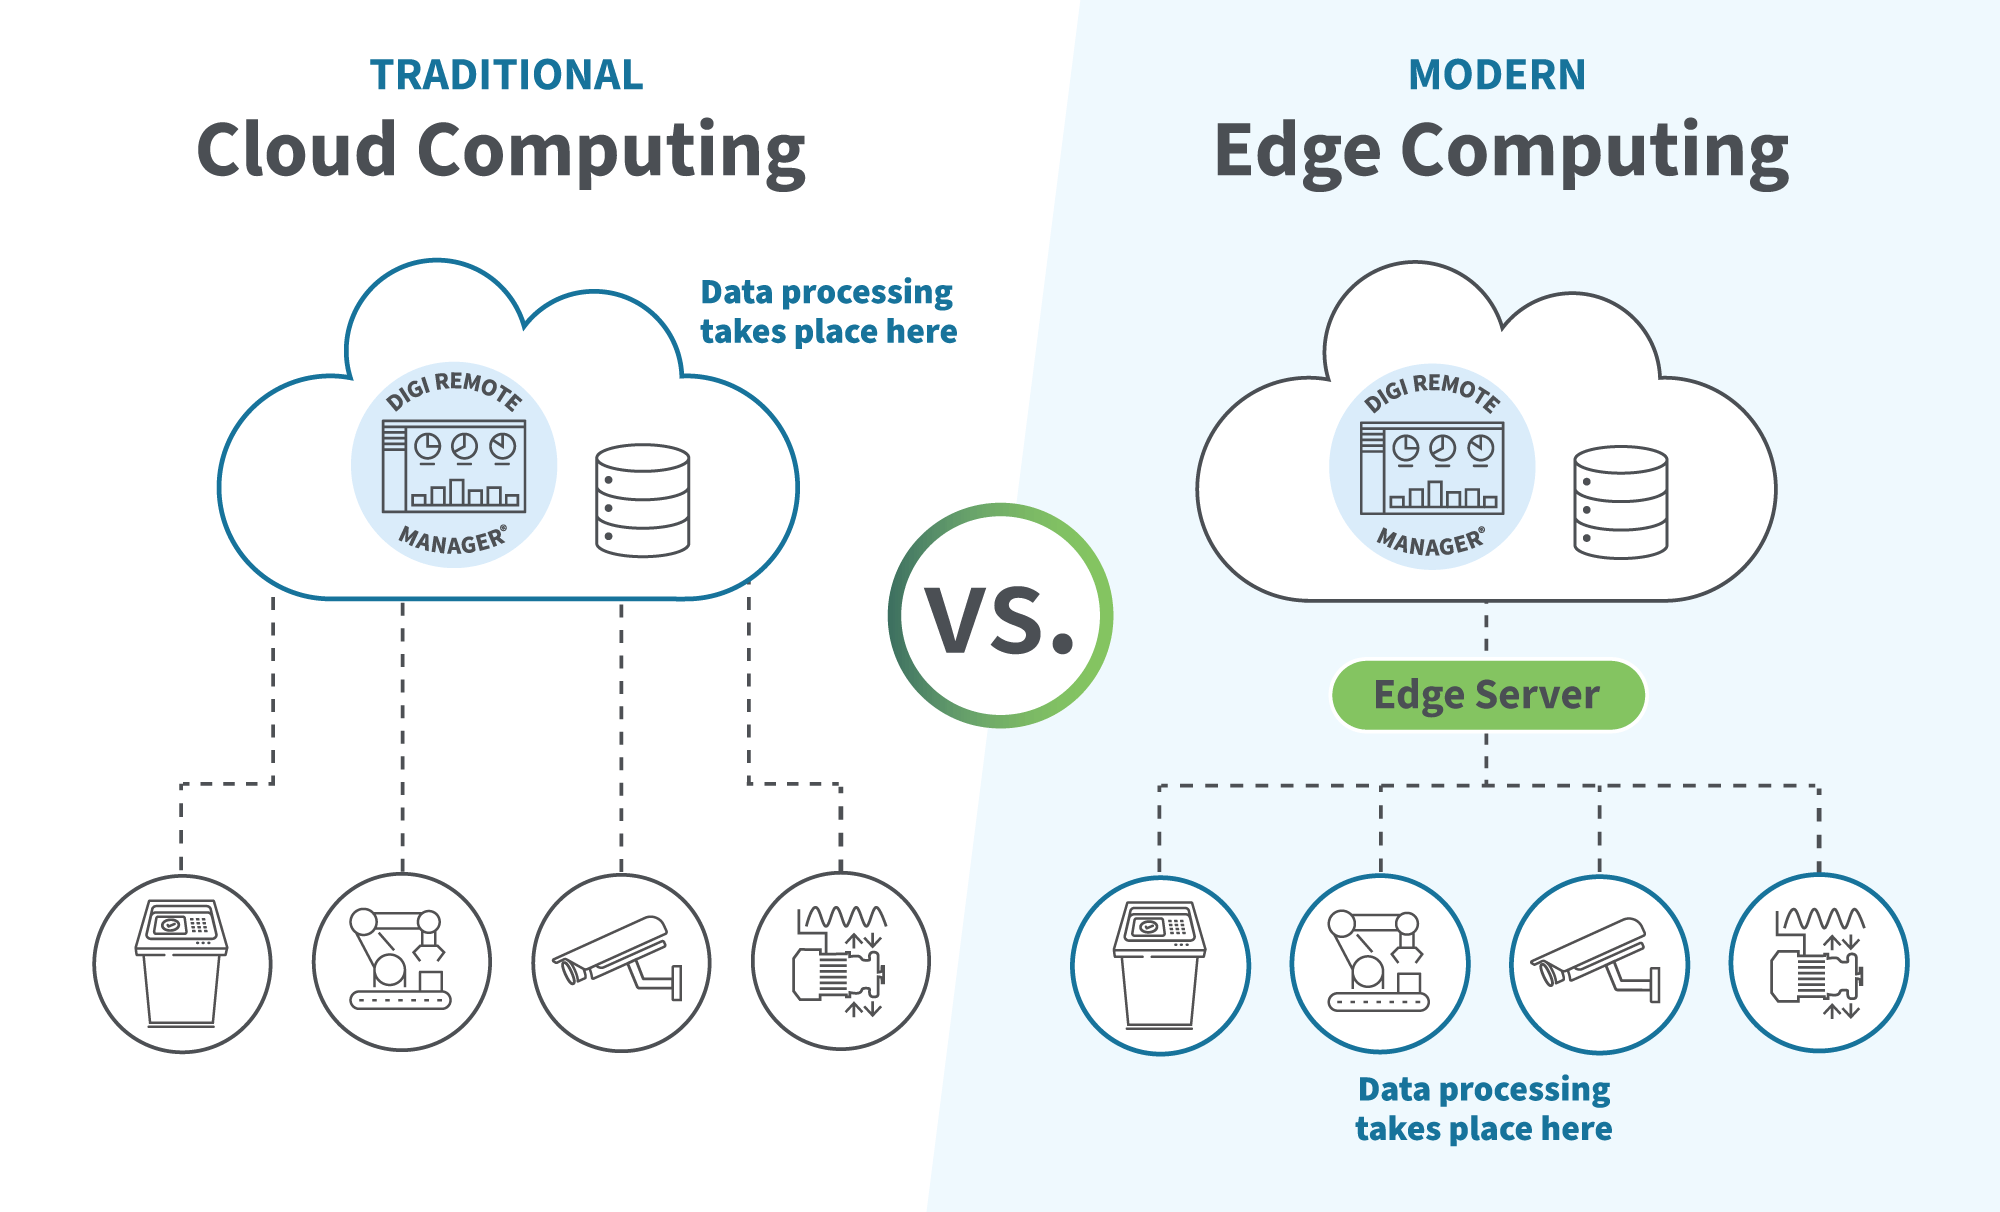 TRADITIONAL
Cloud Computing
Data processing
takes place here
DIGI REMOTE
MANAGER®
VS.
MODERN
Edge Computing
DIGI REMOTE
MANAGER®
Edge Server
Data processing
takes place here